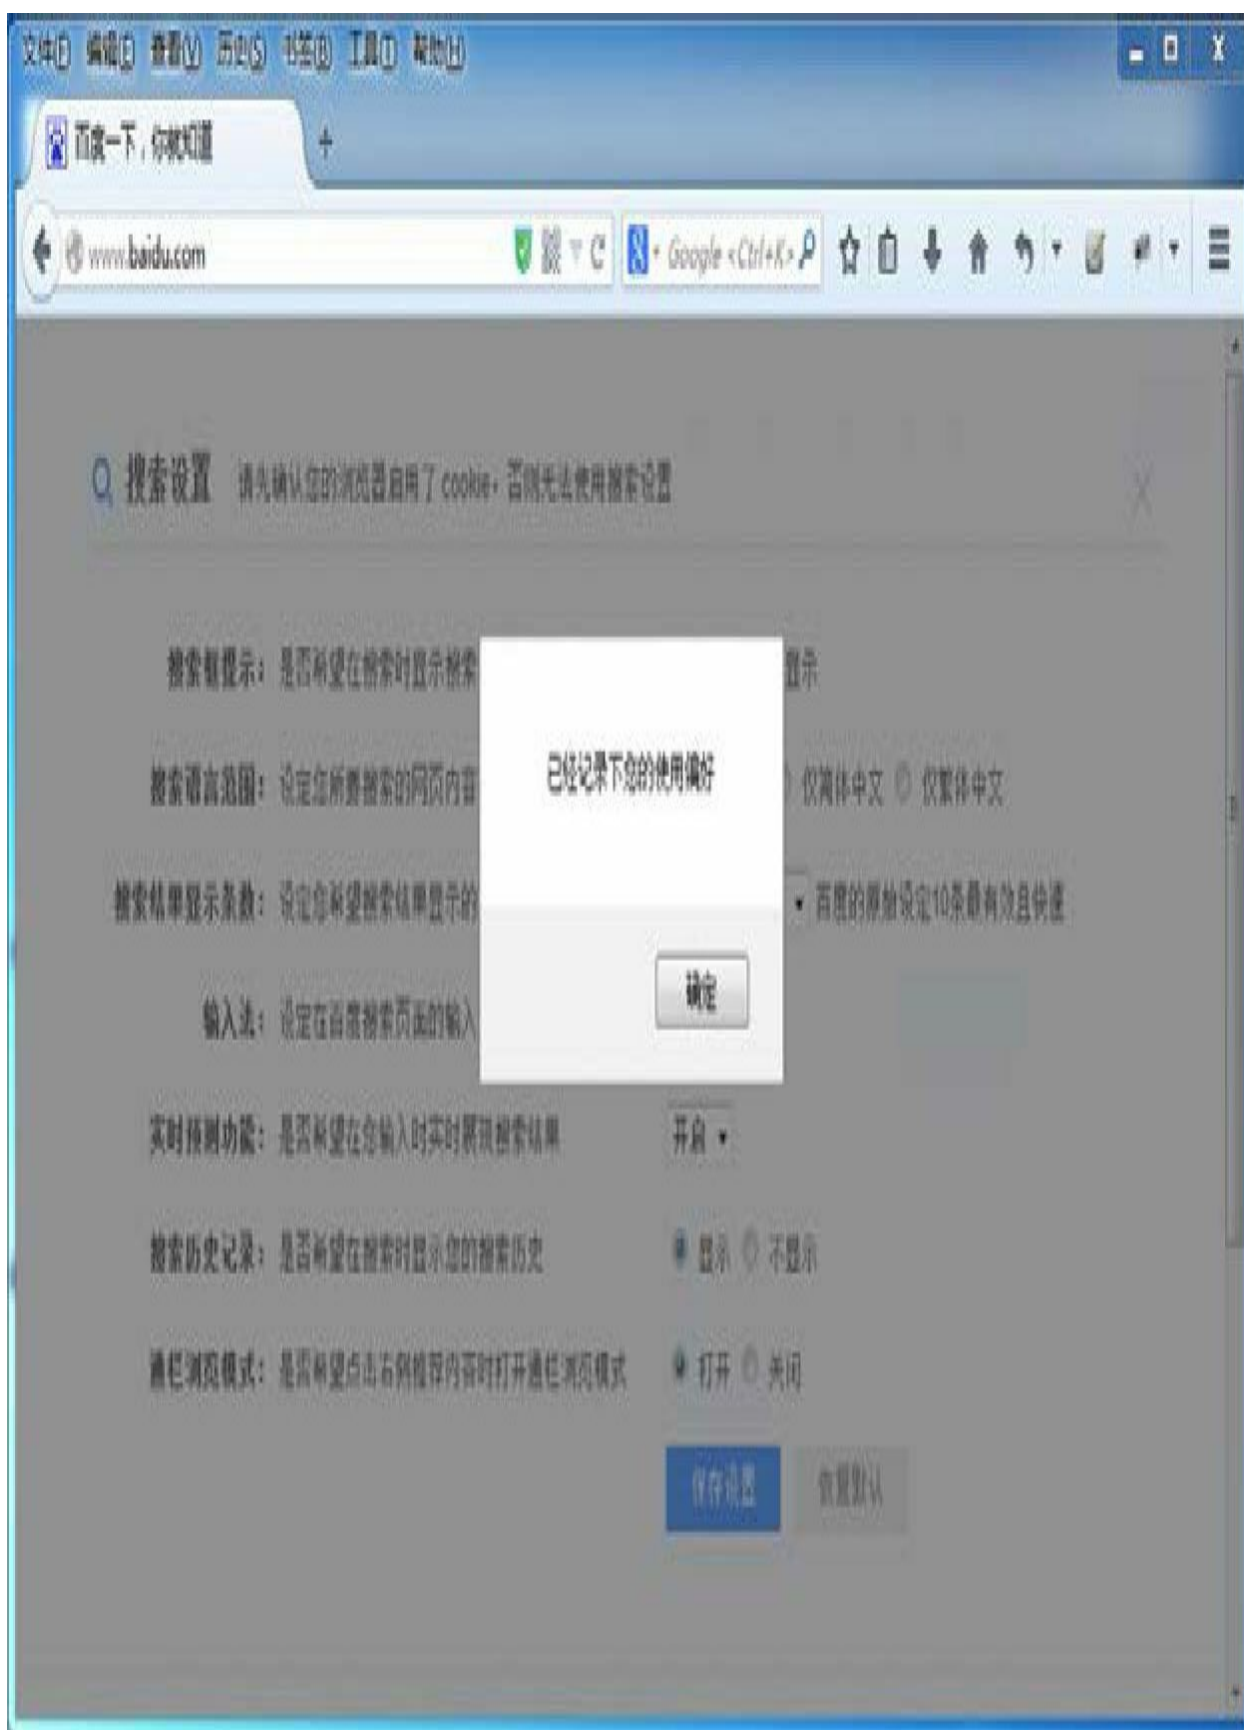 文件(F) 编辑(E) 查看(V) 历史(S) 书签(B) 工具(T) 帮助(H)
百度一下，你就知道 +
www.baidu.com Google <Ctrl+K>
搜索设置 请先确认您的浏览器启用了 cookie，否则无法使用搜索设置
搜索框提示： 是否希望在搜索时显示搜索 显示
搜索语言范围： 设定您所要搜索的网页内容 仅简体中文 仅繁体中文
已经记录下您的使用偏好
搜索结果显示条数： 设定您希望搜索结果显示的 百度的原始设定10条最有效且快速
确定
输入法： 设定在百度搜索页面的输入
实时预测功能： 是否希望在您输入时实时展现搜索结果 开启
搜索历史记录： 是否希望在搜索时显示您的搜索历史 显示 不显示
通栏浏览模式： 是否希望点击右侧推荐内容时打开通栏浏览模式 打开 关闭
保存设置 恢复默认